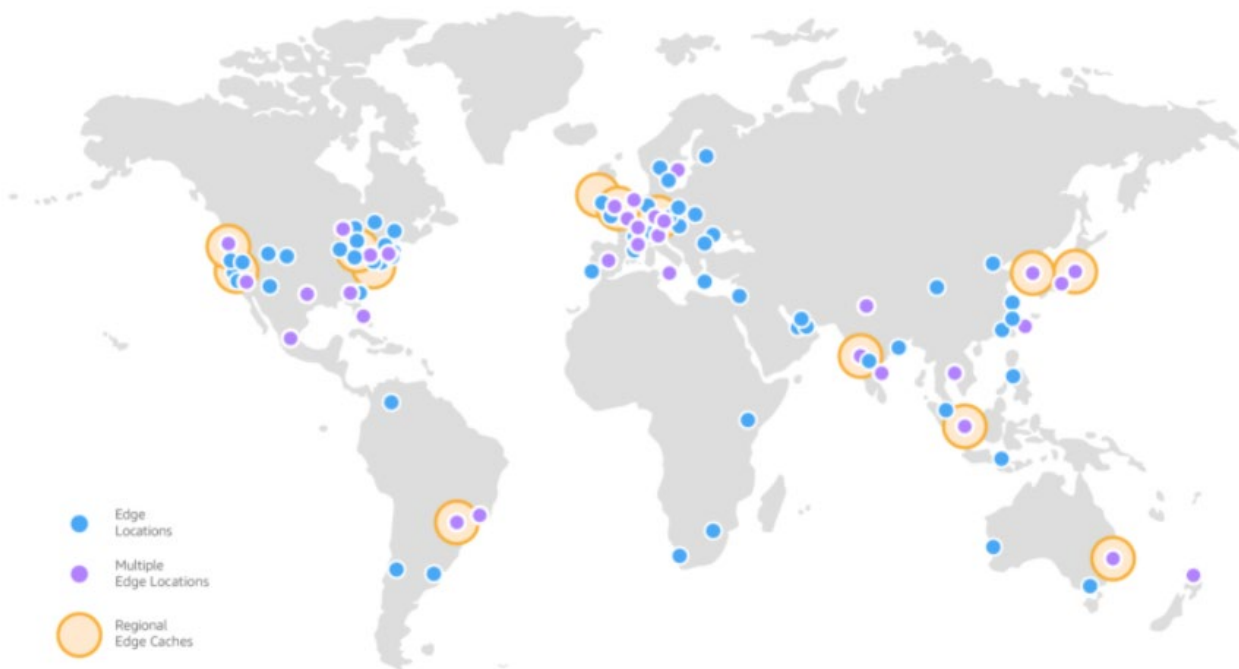 Edge
Locations
Multiple
Edge Locations
Regional
Edge Caches